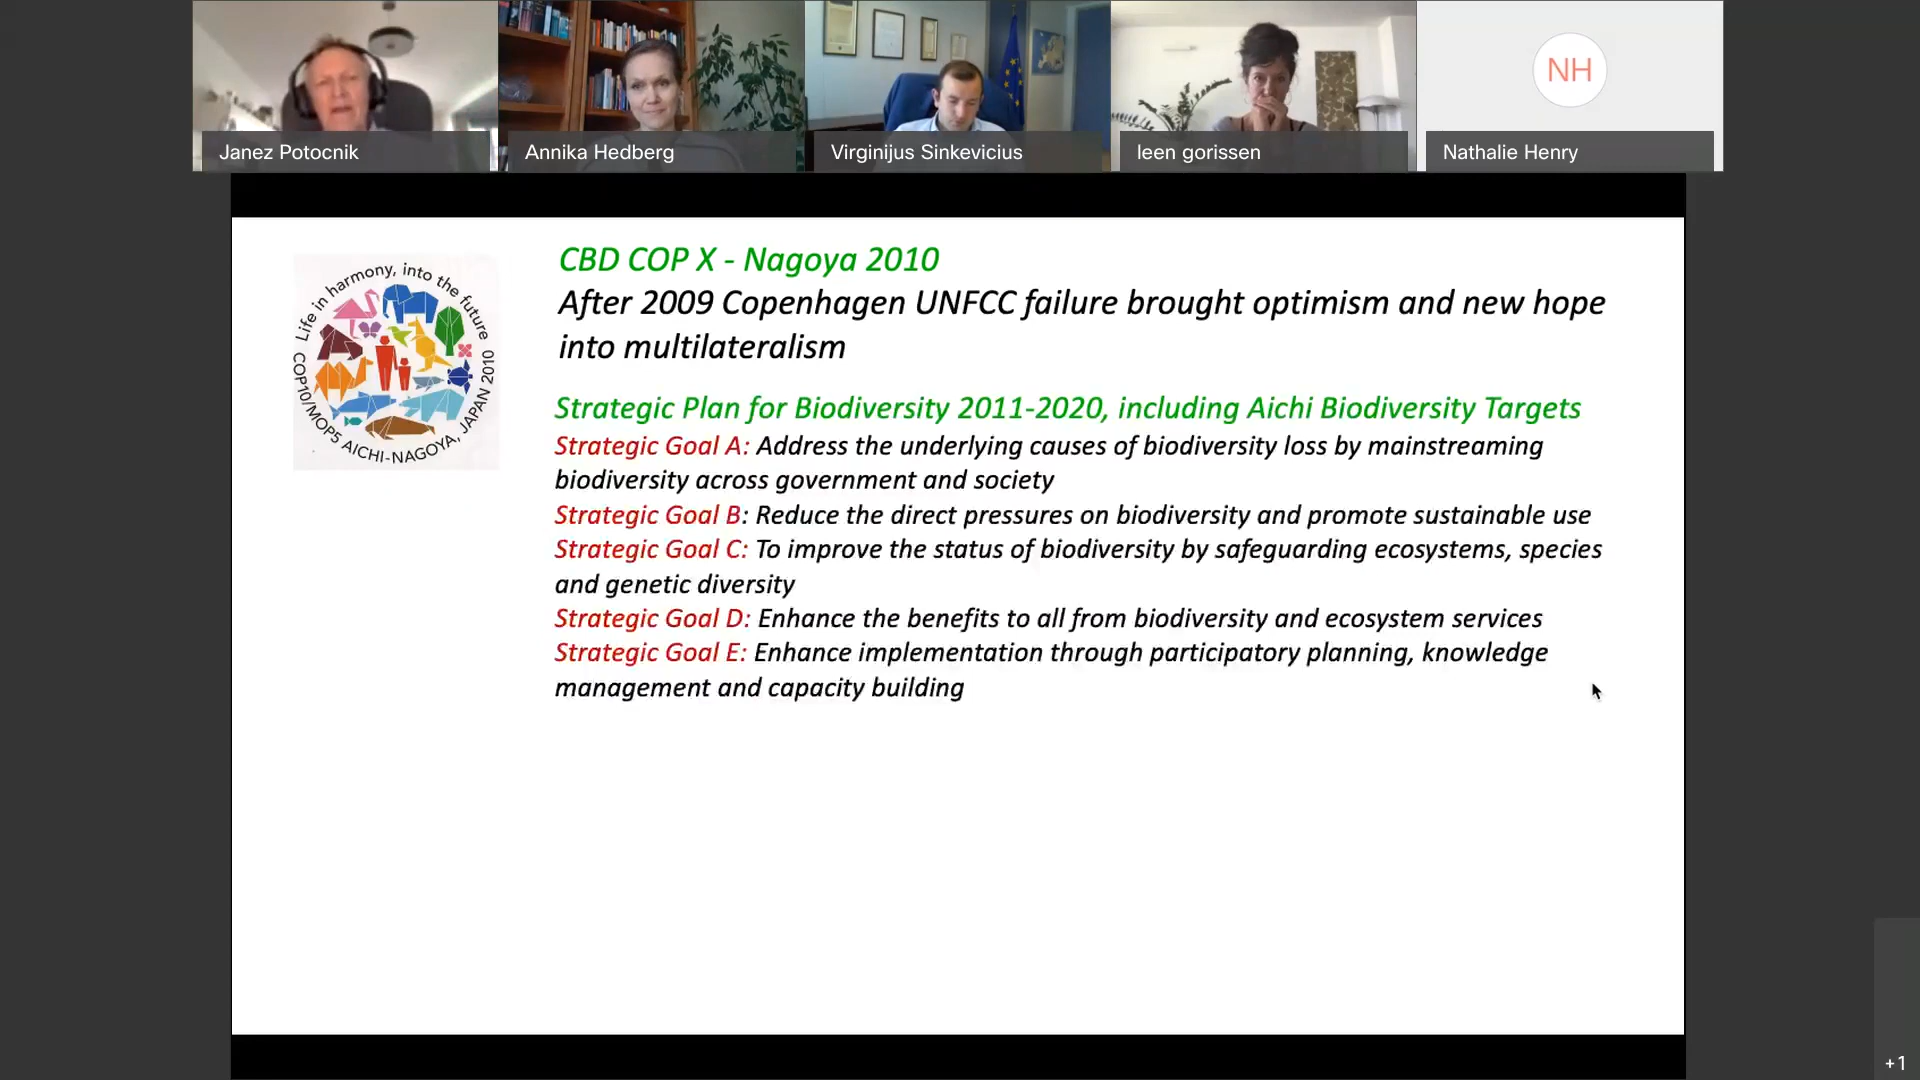 Janez Potocnik
Annika Hedberg
Virginijus Sinkevicius
leen gorissen
NH
Nathalie Henry
Life in harmony, into the future
COP10/MOP5 AICHI-NAGOYA, JAPAN 2010
CBD COP X - Nagoya 2010
After 2009 Copenhagen UNFCC failure brought optimism and new hope
into multilateralism
Strategic Plan for Biodiversity 2011-2020, including Aichi Biodiversity Targets
Strategic Goal A: Address the underlying causes of biodiversity loss by mainstreaming
biodiversity across government and society
Strategic Goal B: Reduce the direct pressures on biodiversity and promote sustainable use
Strategic Goal C: To improve the status of biodiversity by safeguarding ecosystems, species
and genetic diversity
Strategic Goal D: Enhance the benefits to all from biodiversity and ecosystem services
Strategic Goal E: Enhance implementation through participatory planning, knowledge
management and capacity building
+1